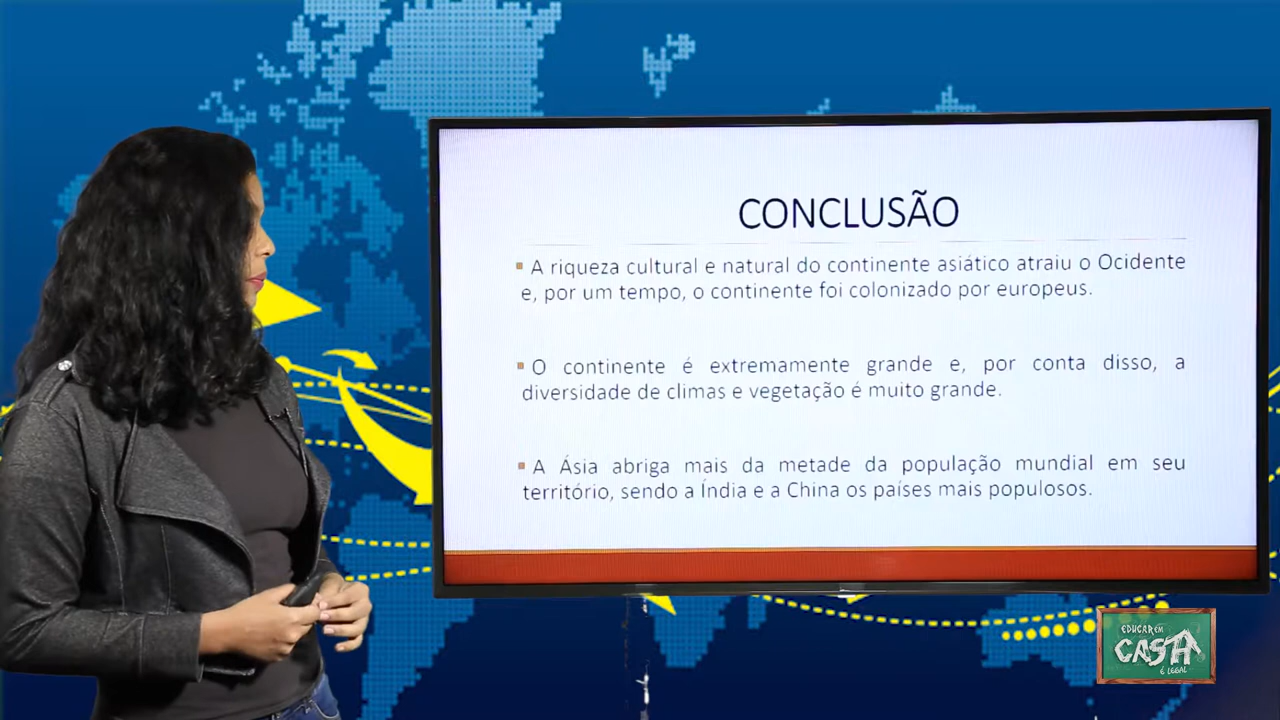 CONCLUSÃO
▪ A riqueza cultural e natural do continente asiático atraiu o Ocidente
e, por um tempo, o continente foi colonizado por europeus.
▪ O continente é extremamente grande e, por conta disso, a
diversidade de climas e vegetação é muito grande.
▪ A Ásia abriga mais da metade da população mundial em seu
território, sendo a Índia e a China os países mais populosos.
EDUCAR EM
CASA
É LEGAL